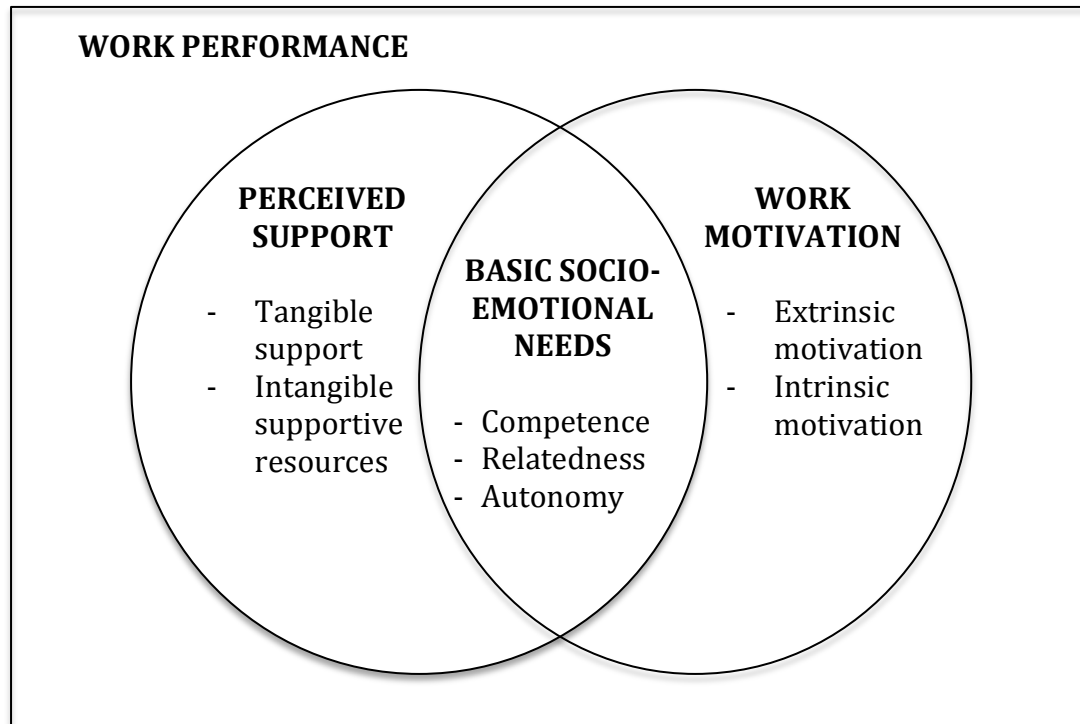 WORK PERFORMANCE
PERCEIVED
SUPPORT
- Tangible
support
- Intangible
supportive
resources
BASIC SOCIO-
EMOTIONAL
NEEDS
- Competence
- Relatedness
- Autonomy
WORK
MOTIVATION
- Extrinsic
motivation
- Intrinsic
motivation